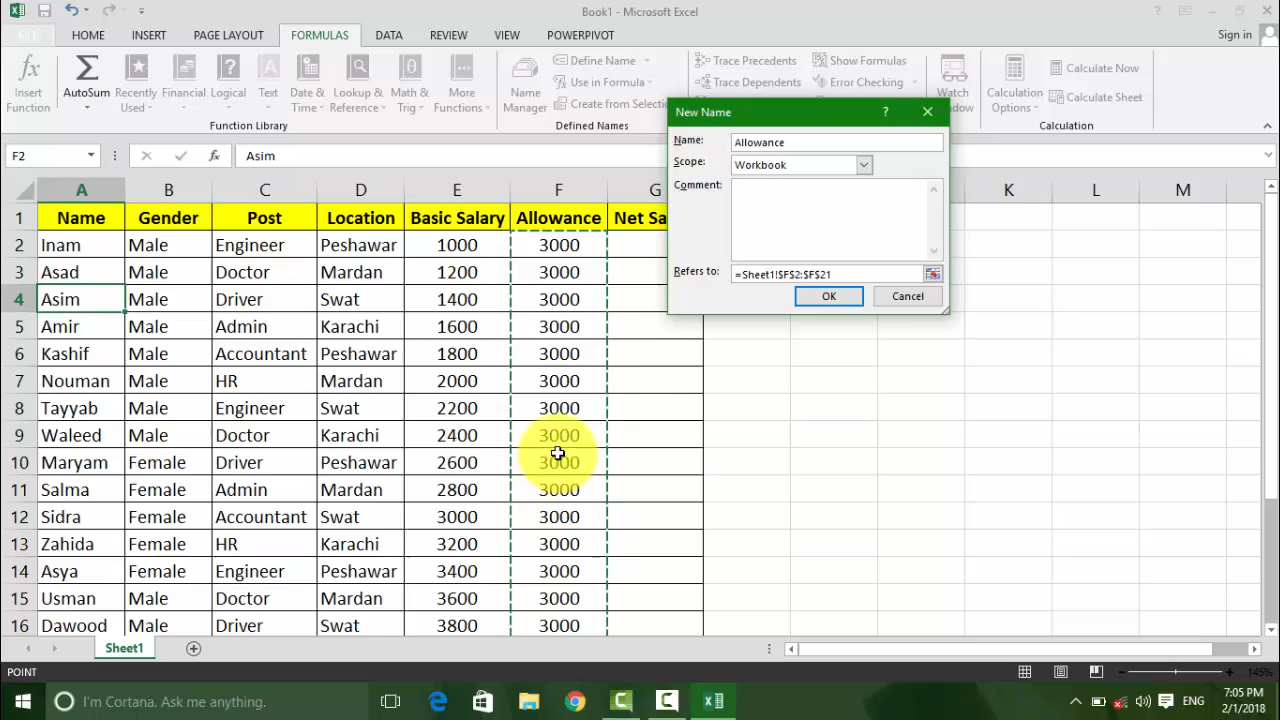 Book1 - Microsoft Excel
FILE HOME INSERT PAGE LAYOUT FORMULAS DATA REVIEW VIEW POWERPIVOT Sign in
Insert Function
AutoSum
Recently Used
Financial
Logical
Text
Date & Time
Lookup & Reference
Math & Trig
More Functions
Function Library
Name Manager
Define Name
Use in Formula
Create from Selectio
Defined Names
Trace Precedents
Trace Dependents
Show Formulas
Error Checking
Watch
ndow
Calculation Options
Calculate Now
Calculate Sheet
Calculation
New Name ?
Name: Allowance
Scope: Workbook
Comment:
Refers to: =Sheet1!$F$2:$F$21
OK Cancel
F2 fx Asim
A B C D E F G K L M
1 Name Gender Post Location Basic Salary Allowance Net Sa
2 Inam Male Engineer Peshawar 1000 3000
3 Asad Male Doctor Mardan 1200 3000
4 Asim Male Driver Swat 1400 3000
5 Amir Male Admin Karachi 1600 3000
6 Kashif Male Accountant Peshawar 1800 3000
7 Nouman Male HR Mardan 2000 3000
8 Tayyab Male Engineer Swat 2200 3000
9 Waleed Male Doctor Karachi 2400 3000
10 Maryam Female Driver Peshawar 2600 3000
11 Salma Female Admin Mardan 2800 3000
12 Sidra Female Accountant Swat 3000 3000
13 Zahida Female HR Karachi 3200 3000
14 Asya Female Engineer Peshawar 3400 3000
15 Usman Male Doctor Mardan 3600 3000
16 Dawood Male Driver Swat 3800 3000
Sheet1
POINT 145%
I'm Cortana. Ask me anything.
ENG
7:05 PM
2/1/2018